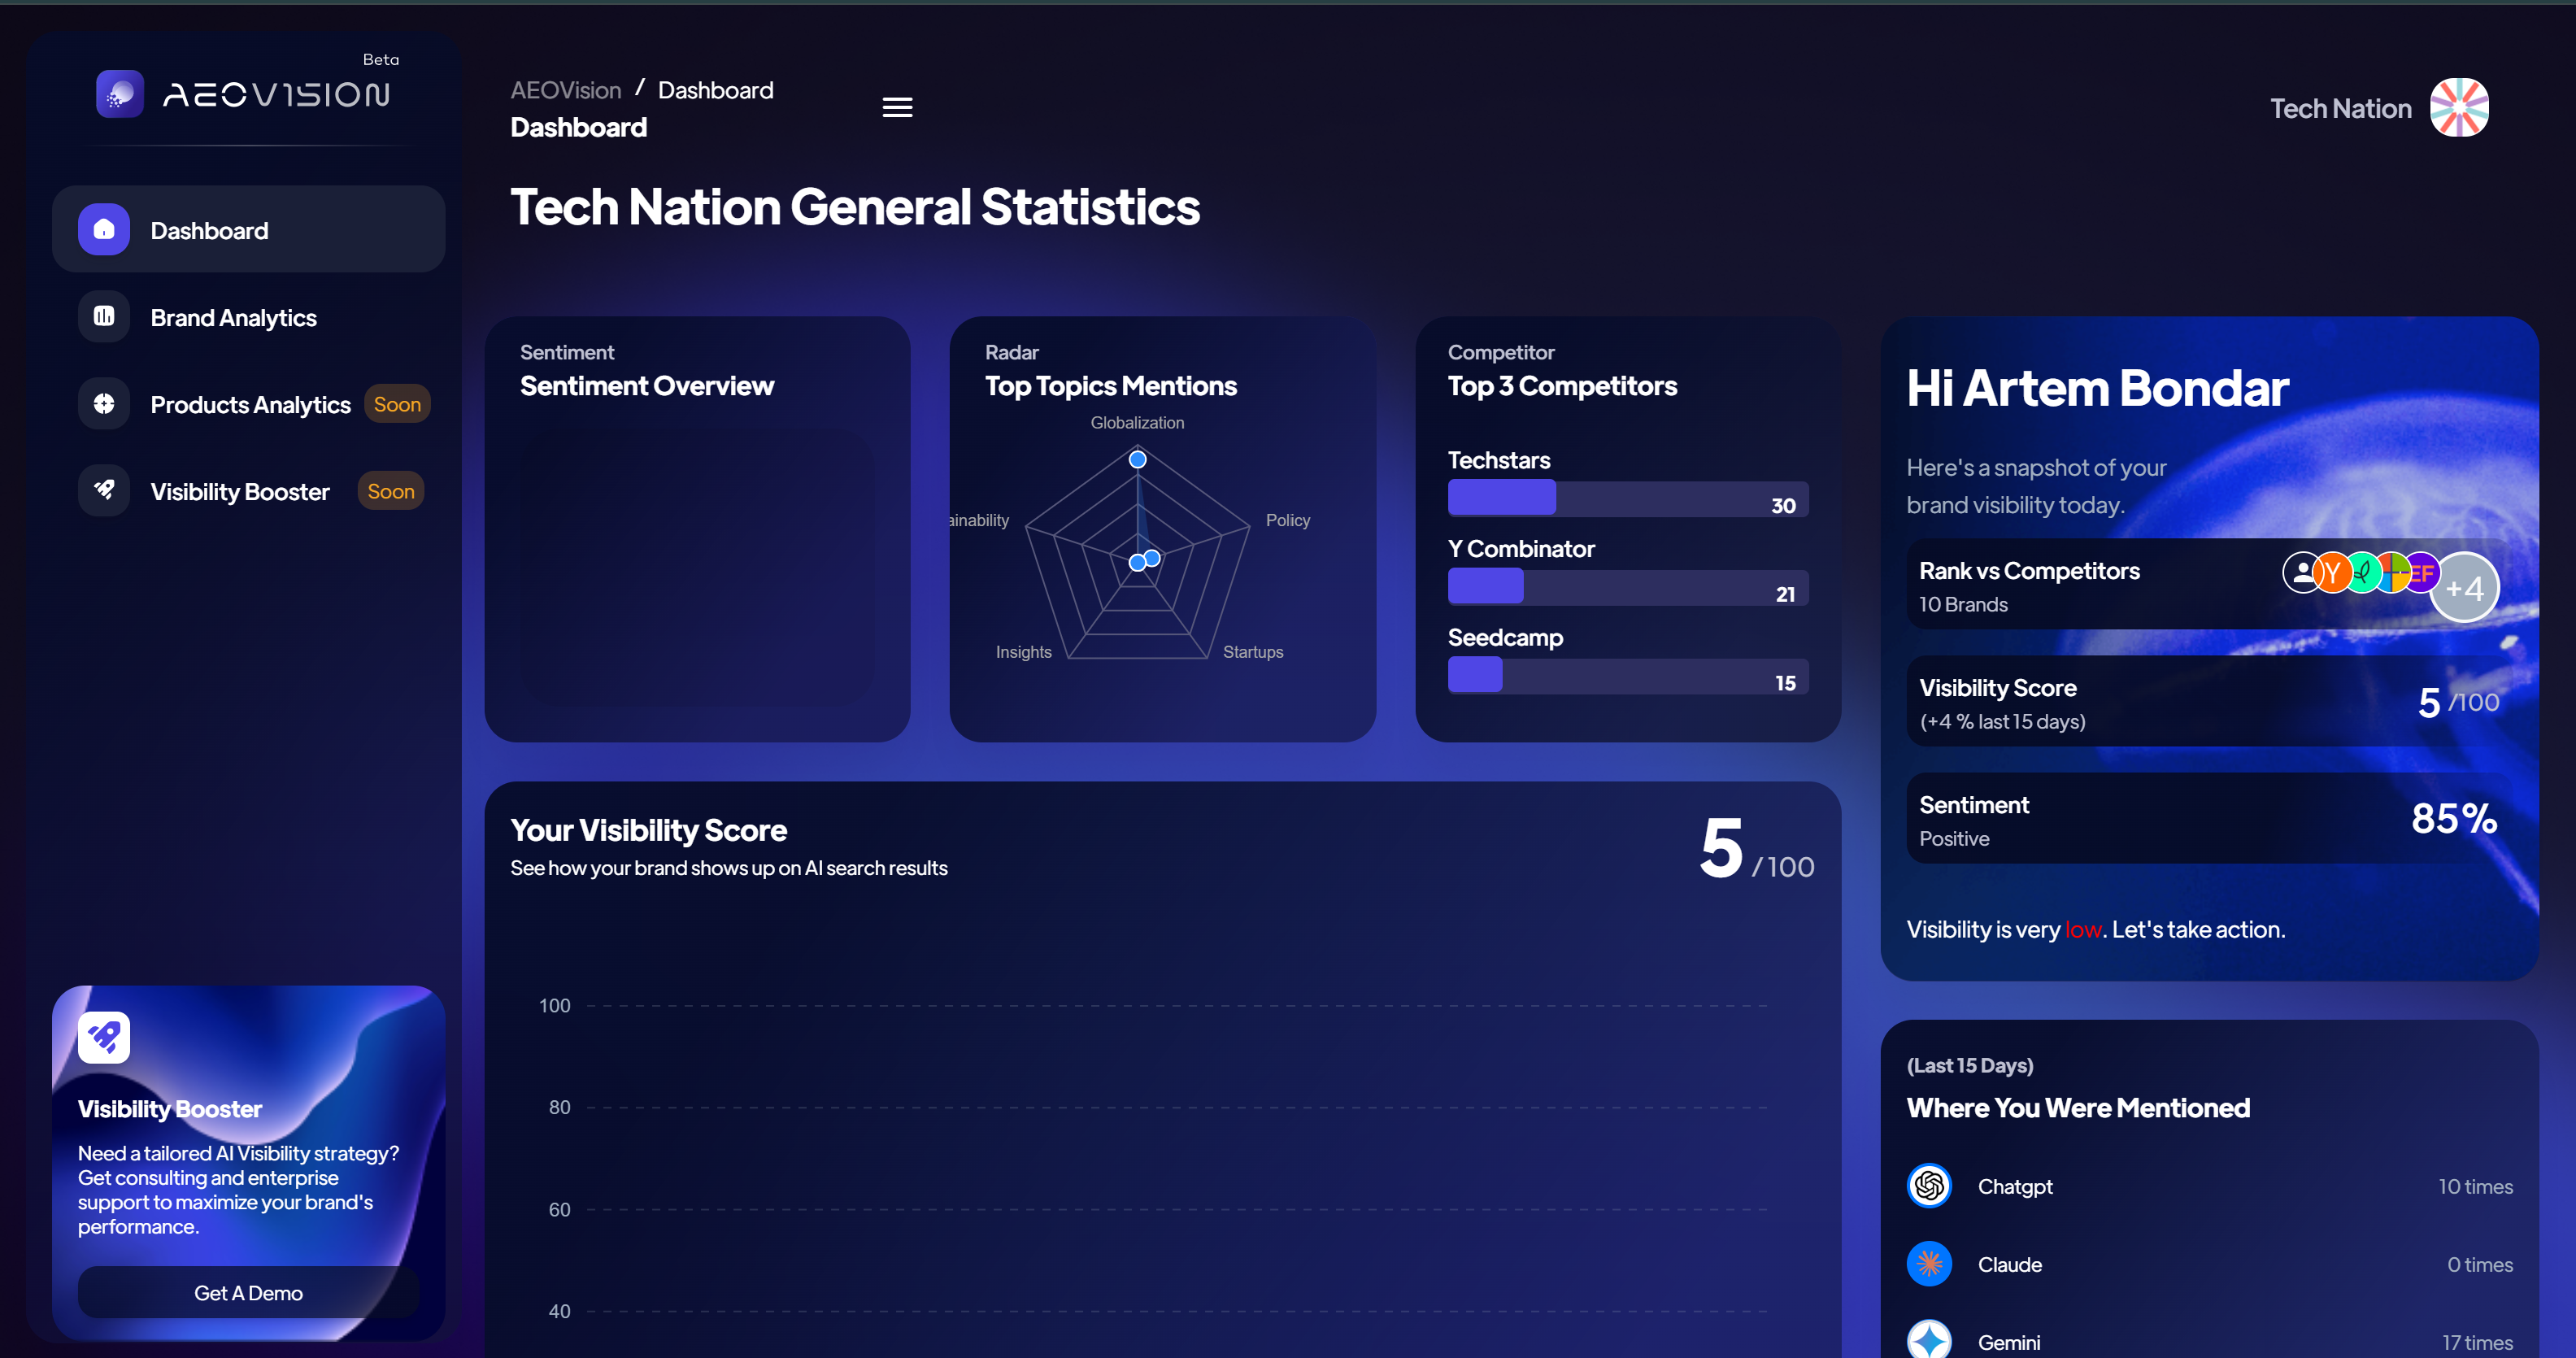 Beta
AEOVISION
Dashboard
Brand Analytics
Products Analytics Soon
Visibility Booster Soon
Visibility Booster
Need a tailored AI Visibility strategy?
Get consulting and enterprise
support to maximize your brand's
performance.
Get A Demo
AEOVision / Dashboard
Dashboard
Tech Nation
Tech Nation General Statistics
Sentiment
Sentiment Overview
Radar
Top Topics Mentions
Globalization
ainability
Policy
Insights
Startups
Competitor
Top 3 Competitors
Techstars
30
Y Combinator
21
Seedcamp
15
Hi Artem Bondar
Here's a snapshot of your
brand visibility today.
Rank vs Competitors
10 Brands
Y EF +4
Visibility Score
(+4 % last 15 days)
5 /100
Sentiment
Positive
85%
Visibility is very low. Let's take action.
Your Visibility Score
See how your brand shows up on AI search results
5 /100
100
80
60
40
(Last 15 Days)
Where You Were Mentioned
Chatgpt 10 times
Claude 0 times
Gemini 17 times